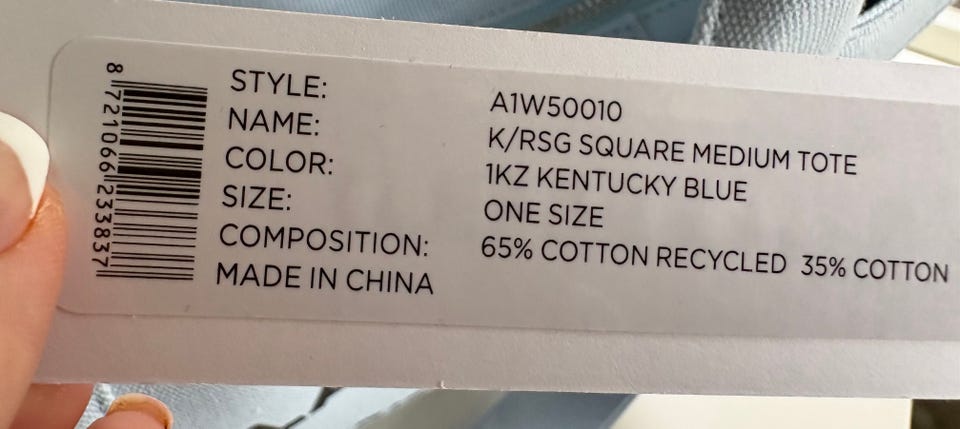 8 721066 233837
STYLE: A1W50010
NAME: K/RSG SQUARE MEDIUM TOTE
COLOR: 1KZ KENTUCKY BLUE
SIZE: ONE SIZE
COMPOSITION: 65% COTTON RECYCLED 35% COTTON
MADE IN CHINA